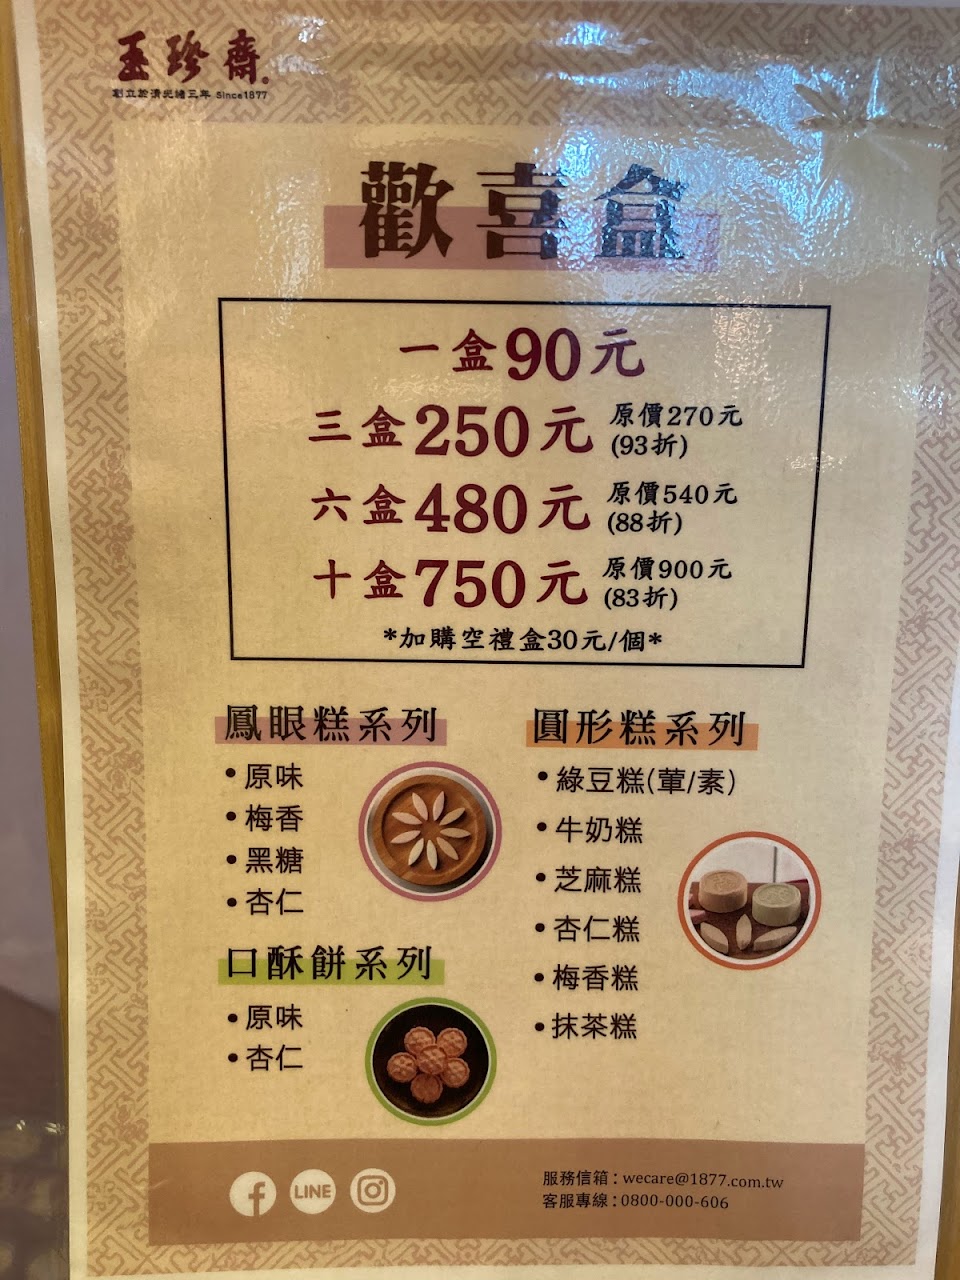 玉珍齋
創立於清光緒三年 Since1877
歡喜盒
一盒90元
三盒250元 原價270元
(93折)
六盒480元 原價540元
(88折)
十盒750元 原價900元
(83折)
*加購空禮盒30元/個*
鳳眼糕系列
•原味
•梅香
•黑糖
•杏仁
口酥餅系列
•原味
•杏仁
圓形糕系列
•綠豆糕(葷/素)
•牛奶糕
•芝麻糕
•杏仁糕
•梅香糕
•抹茶糕
LINE
服務信箱：wecare@1877.com.tw
客服專線：0800-000-606